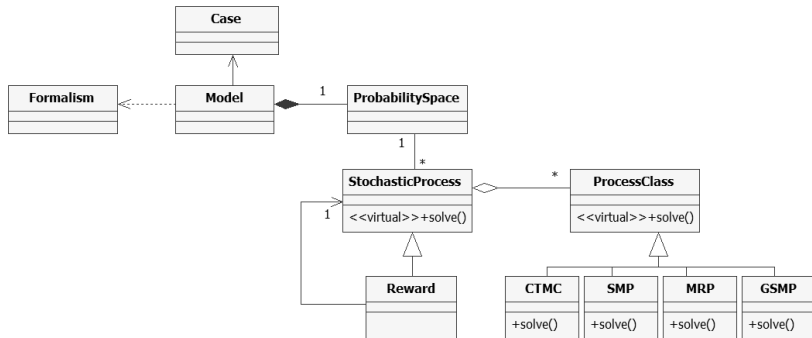 Case
Formalism
Model
1
ProbabilitySpace
1
*
StochasticProcess
<<virtual>>+solve()
*
ProcessClass
<<virtual>>+solve()
1
Reward
CTMC
+solve()
SMP
+solve()
MRP
+solve()
GSMP
+solve()